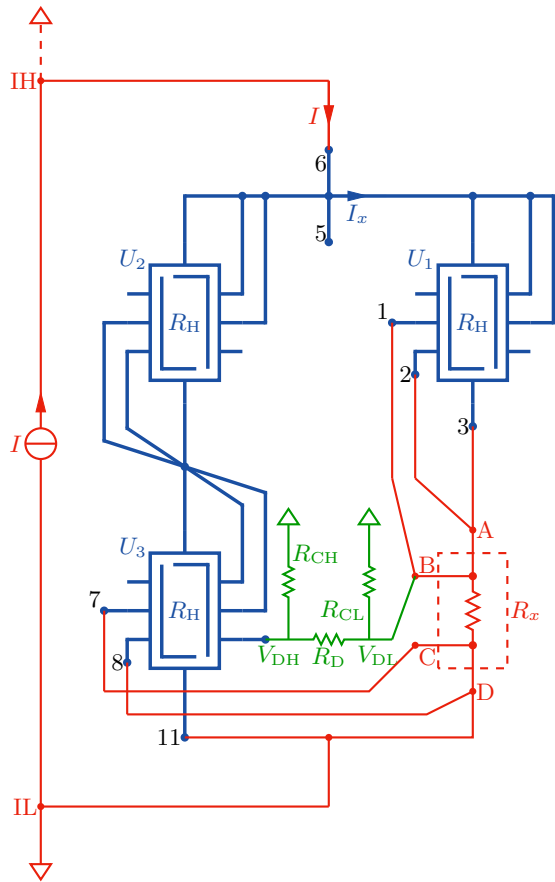 IH
I
6
5
I_x
U_2
U_1
R_H
R_H
1
2
3
I
A
U_3
R_CH
B
R_CL
R_x
7
R_H
8
V_DH
R_D
V_DL
C
D
11
IL